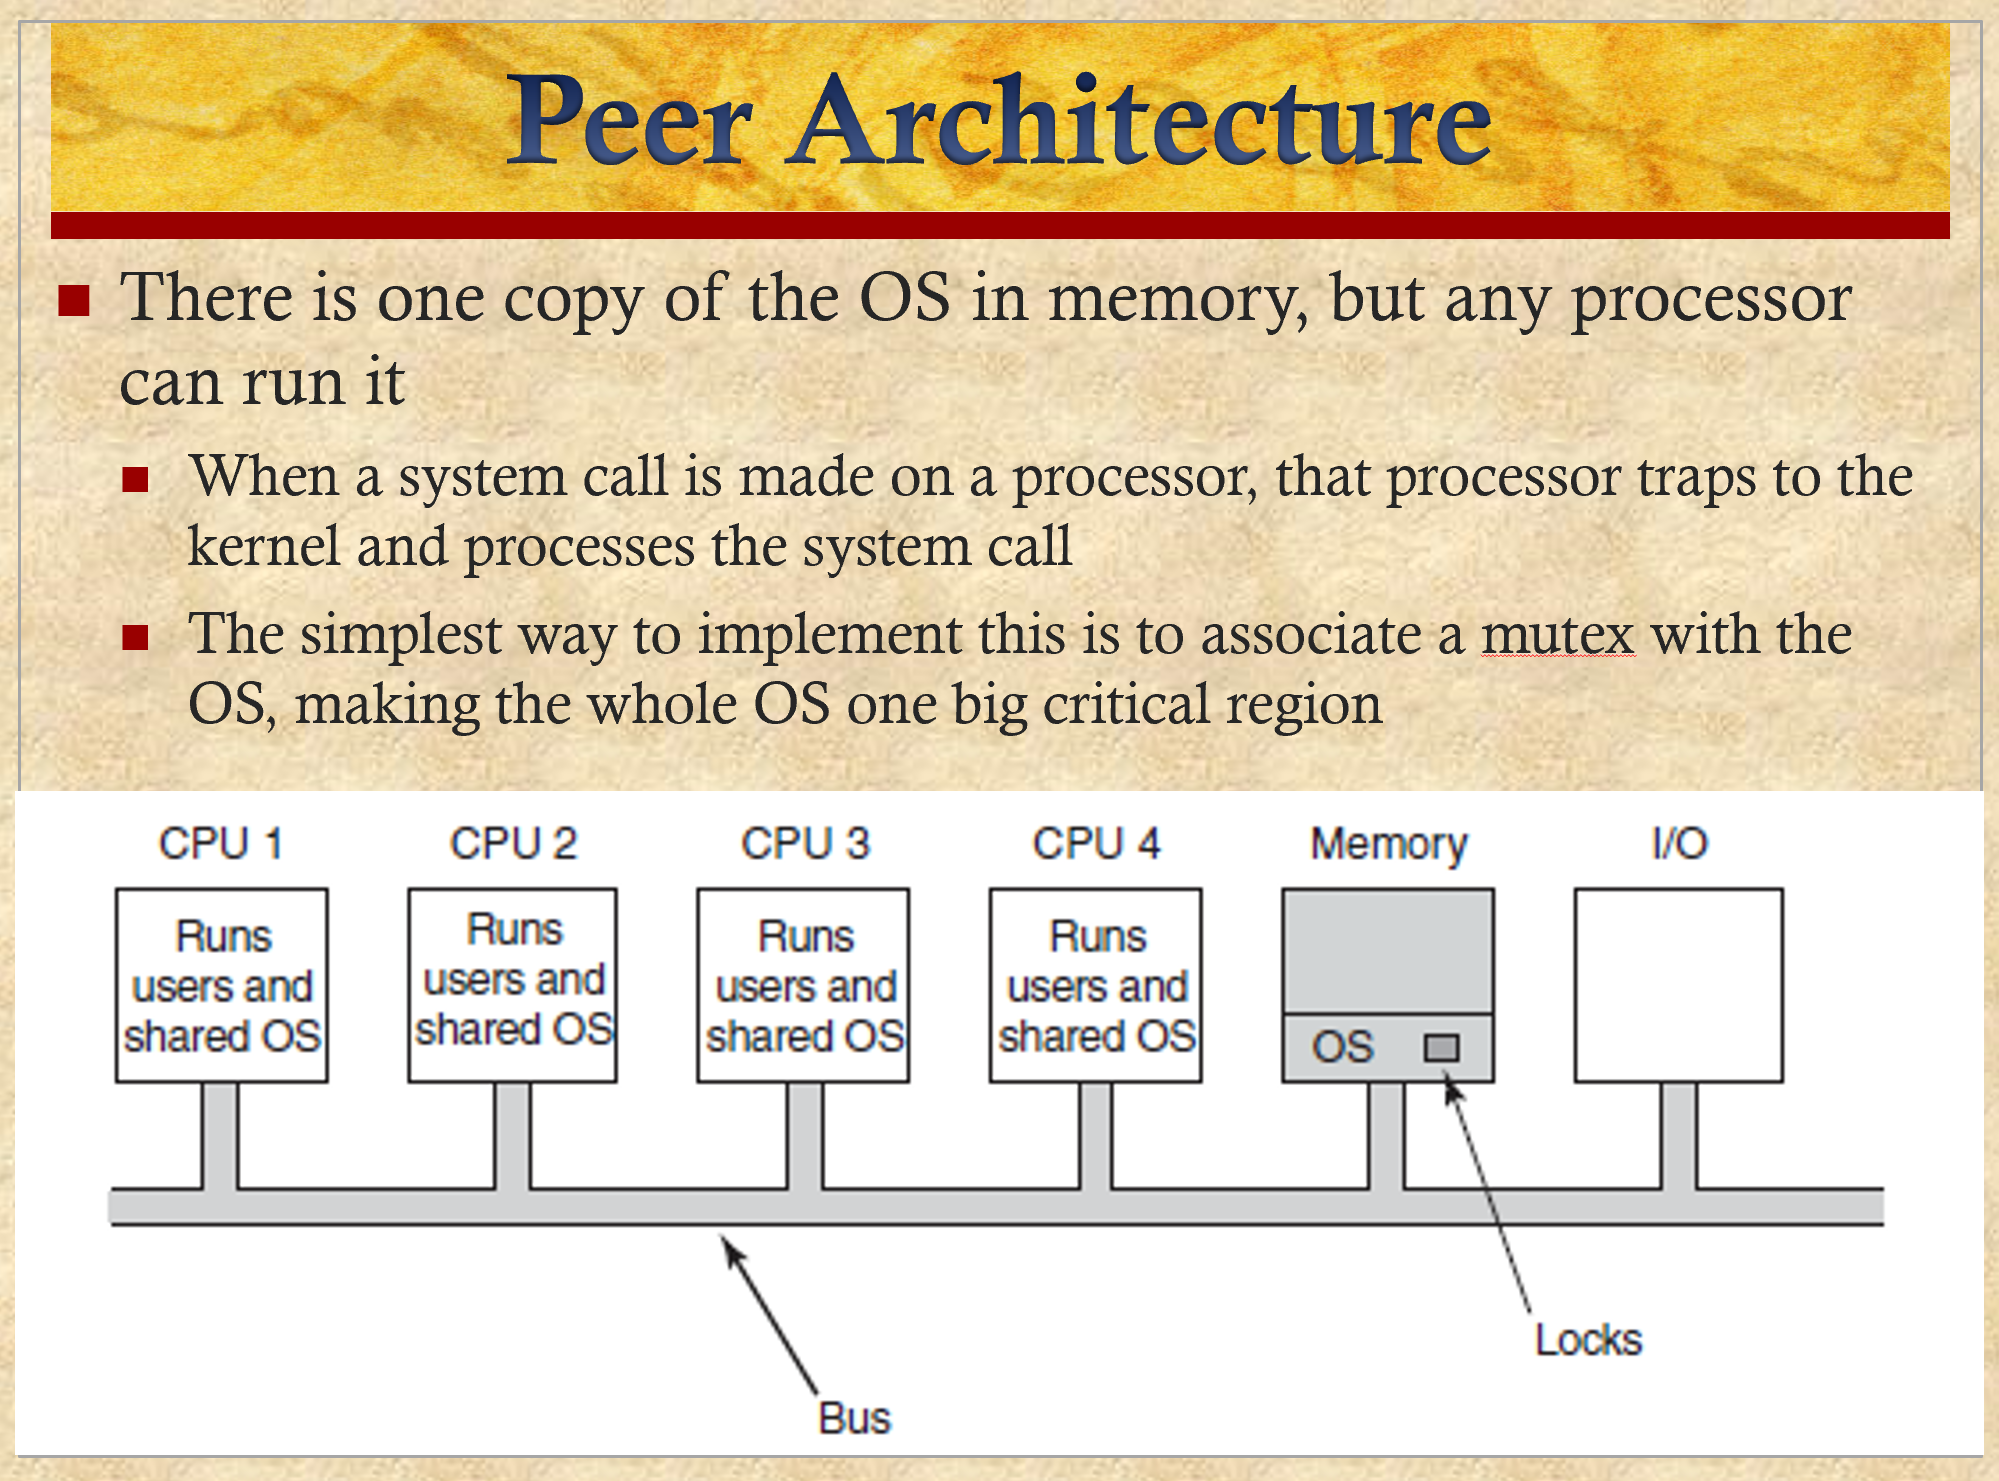 Peer Architecture
There is one copy of the OS in memory, but any processor
can run it
When a system call is made on a processor, that processor traps to the
kernel and processes the system call
The simplest way to implement this is to associate a mutex with the
OS, making the whole OS one big critical region
CPU 1
CPU 2
CPU 3
CPU 4
Memory
I/O
Runs
users and
shared OS
Runs
users and
shared OS
Runs
users and
shared OS
Runs
users and
shared OS
OS
Locks
Bus